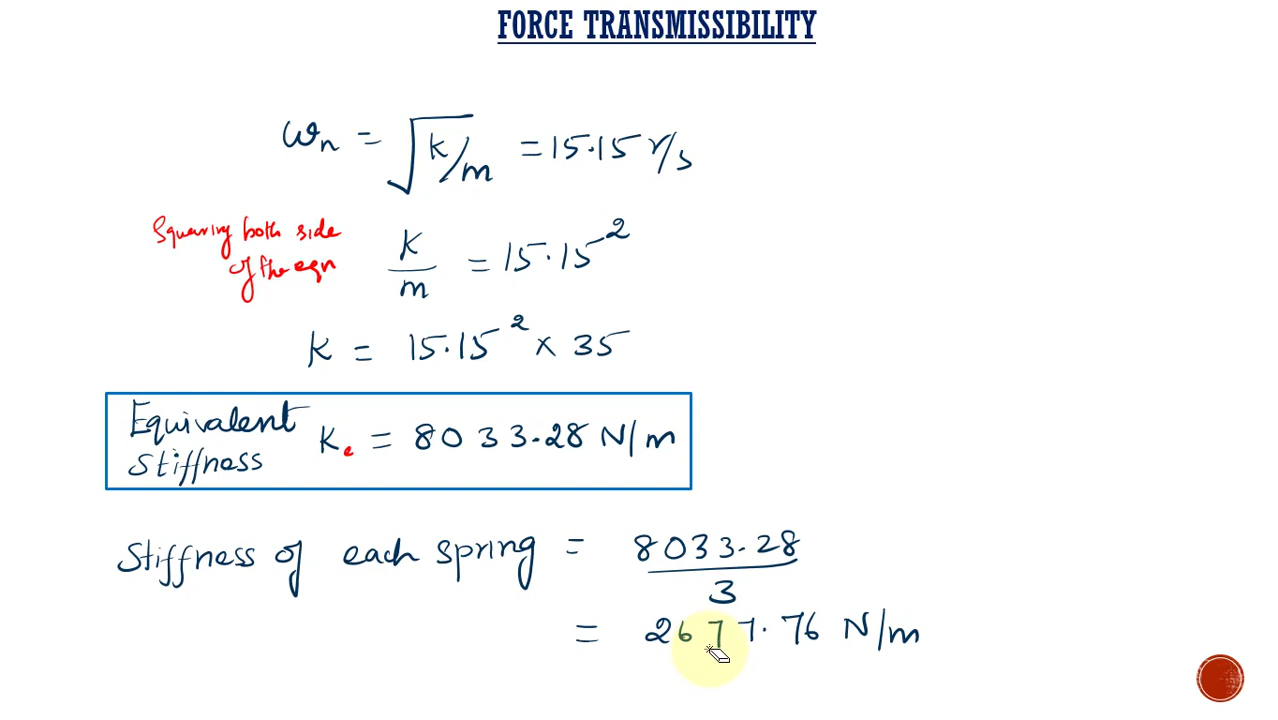 FORCE TRANSMISSIBILITY
ωn = √K/m = 15.15 r/s
Squaring both side
of the eqn
K/m = 15.15²
K = 15.15² × 35
Equivalent
Stiffness Ke = 8033.28 N/m
Stiffness of each spring = 8033.28/3
= 2677.76 N/m